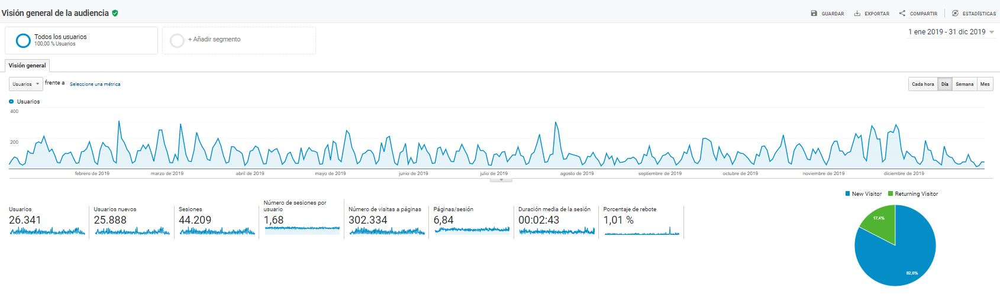 Visión general de la audiencia
GUARDAR EXPORTAR COMPARTIR ESTADÍSTICAS
Todos los usuarios
100,00 % Usuarios
+ Añadir segmento
1 ene 2019 - 31 dic 2019
Visión general
Usuarios frente a Seleccione una métrica
Cada hora Día Semana Mes
Usuarios
400
200
febrero de 2019 marzo de 2019 abril de 2019 mayo de 2019 junio de 2019 julio de 2019 agosto de 2019 septiembre de 2019 octubre de 2019 noviembre de 2019 diciembre de 2019
Usuarios
26.341
Usuarios nuevos
25.888
Sesiones
44.209
Número de sesiones por
usuario
1,68
Número de visitas a páginas
302.334
Páginas/sesión
6,84
Duración media de la sesión
00:02:43
Porcentaje de rebote
1,01 %
New Visitor Returning Visitor
17,4%
82,6%